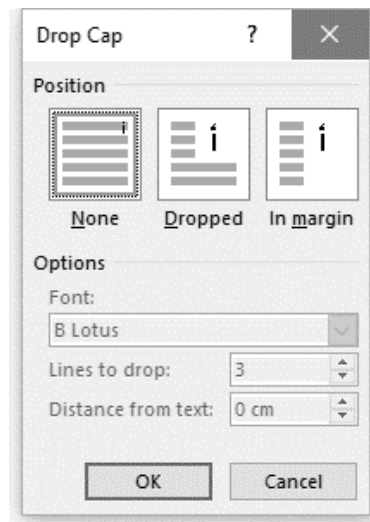 Drop Cap ? ×
Position
None Dropped In margin
Options
Font:
B Lotus
Lines to drop: 3
Distance from text: 0 cm
OK Cancel